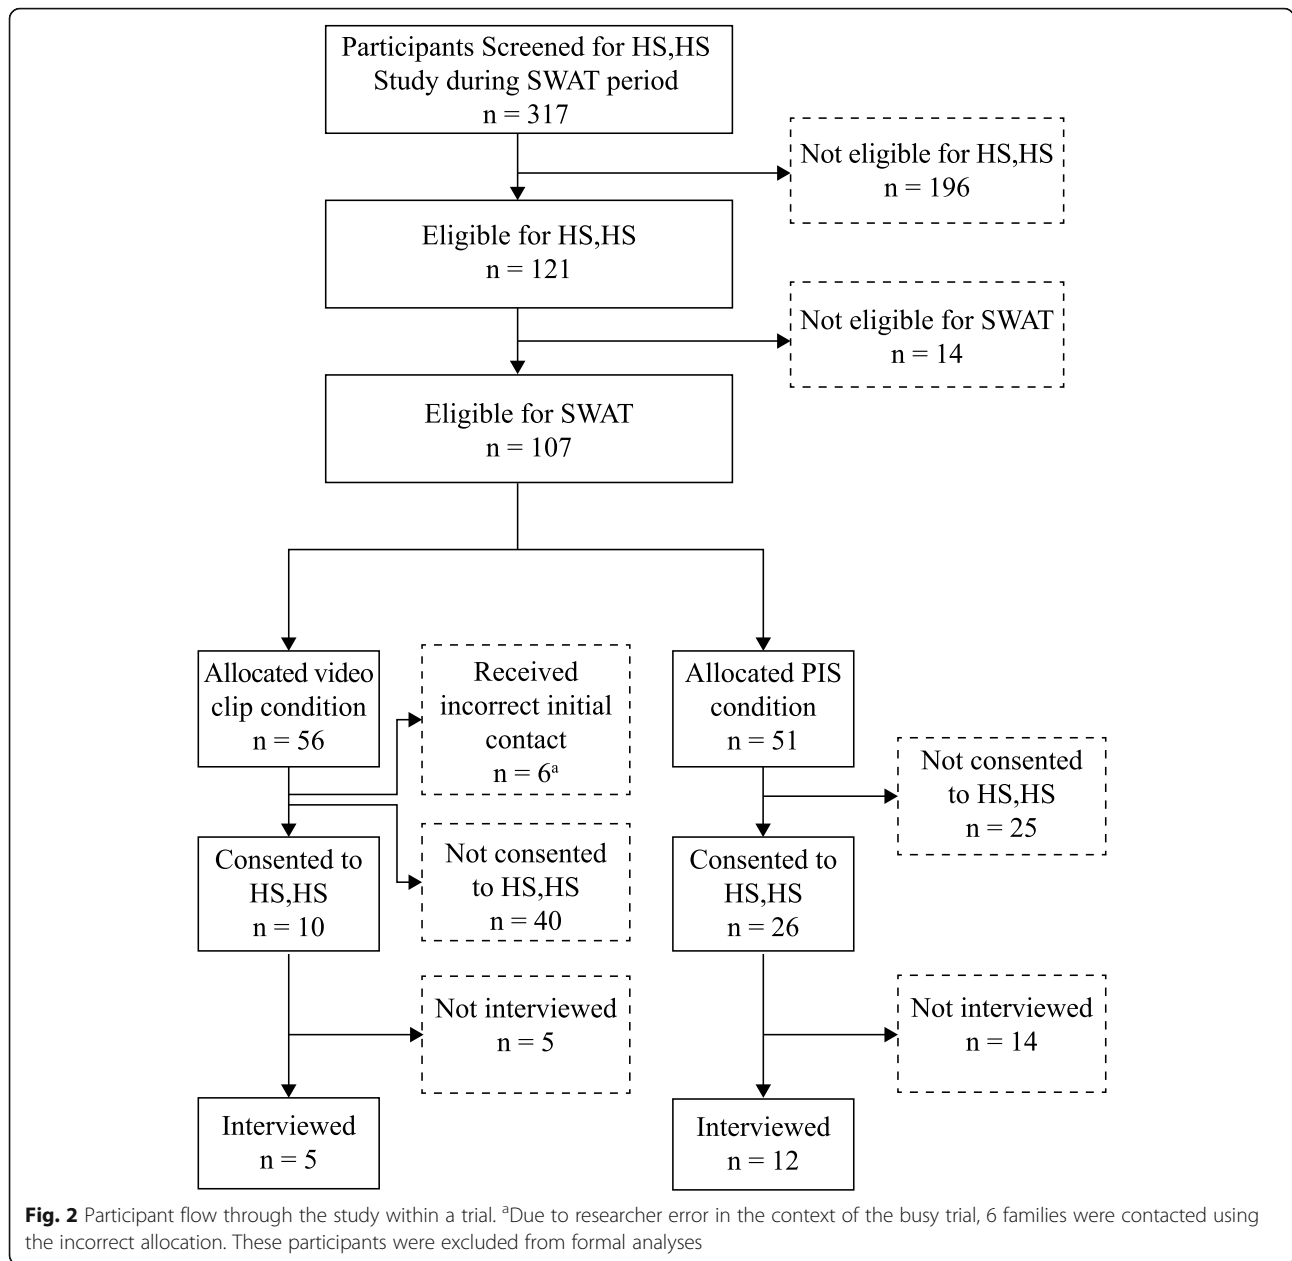 Participants Screened for HS,HS
Study during SWAT period
n = 317
Not eligible for HS,HS
n = 196
Eligible for HS,HS
n = 121
Not eligible for SWAT
n = 14
Eligible for SWAT
n = 107
Allocated video
clip condition
n = 56
Received
incorrect initial
contact
n = 6ᵃ
Allocated PIS
condition
n = 51
Not consented
to HS,HS
n = 25
Consented to
HS,HS
n = 10
Not consented
to HS,HS
n = 40
Consented to
HS,HS
n = 26
Not interviewed
n = 5
Not interviewed
n = 14
Interviewed
n = 5
Interviewed
n = 12
Fig. 2 Participant flow through the study within a trial. ᵃDue to researcher error in the context of the busy trial, 6 families were contacted using
the incorrect allocation. These participants were excluded from formal analyses